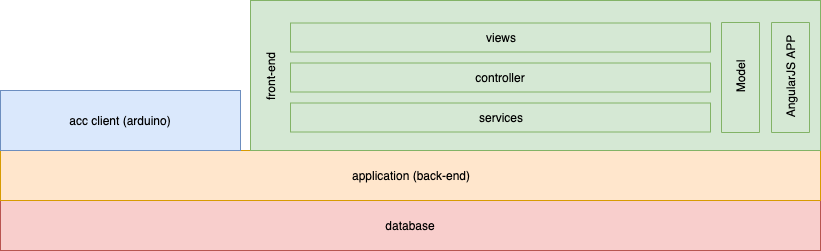 front-end
views
controller
services
Model
AngularJS APP
acc client (arduino)
application (back-end)
database